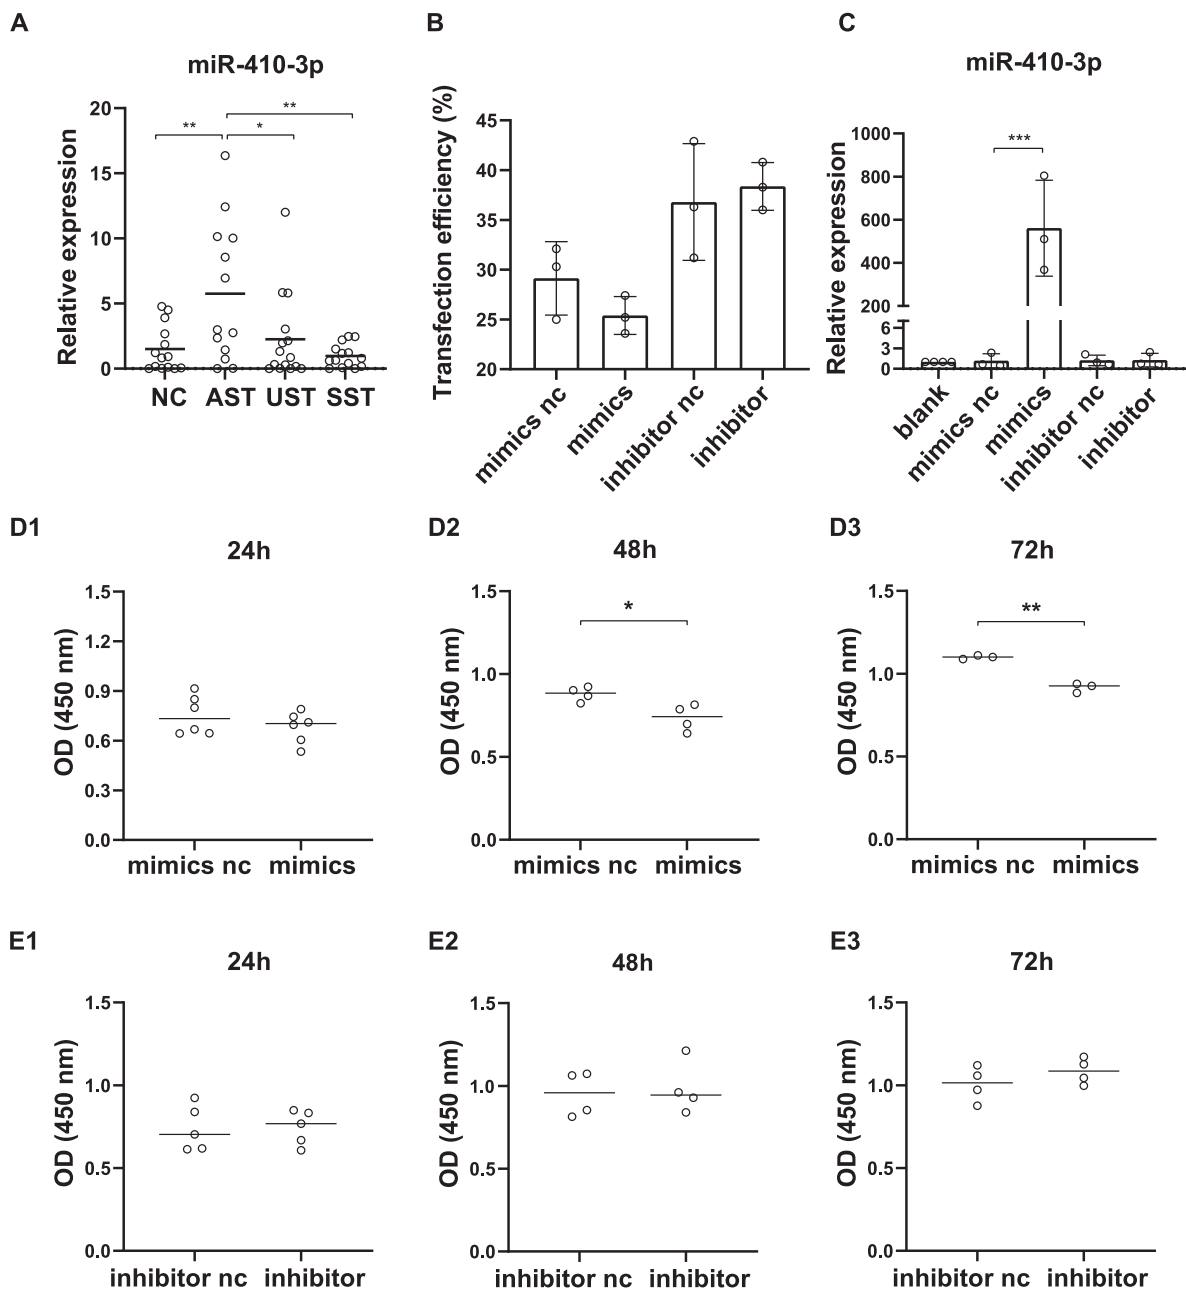 A
B
C
miR-410-3p
miR-410-3p
Relative expression
20
15
10
5
0
**
*
**
NC AST UST SST
Transfection efficiency (%)
45
40
35
30
25
20
mimics nc
mimics
inhibitor nc
inhibitor
Relative expression
1000
800
600
400
200
6
3
0
***
blank
mimics nc
mimics
inhibitor nc
inhibitor
D1
D2
D3
24h
48h
72h
OD (450 nm)
1.5
1.2
0.9
0.6
0.3
0.0
mimics nc mimics
OD (450 nm)
1.5
1.0
0.5
0.0
*
mimics nc mimics
OD (450 nm)
1.5
1.0
0.5
0.0
**
mimics nc mimics
E1
E2
E3
24h
48h
72h
OD (450 nm)
1.5
1.0
0.5
0.0
inhibitor nc inhibitor
OD (450 nm)
1.5
1.0
0.5
0.0
inhibitor nc inhibitor
OD (450 nm)
1.5
1.0
0.5
0.0
inhibitor nc inhibitor